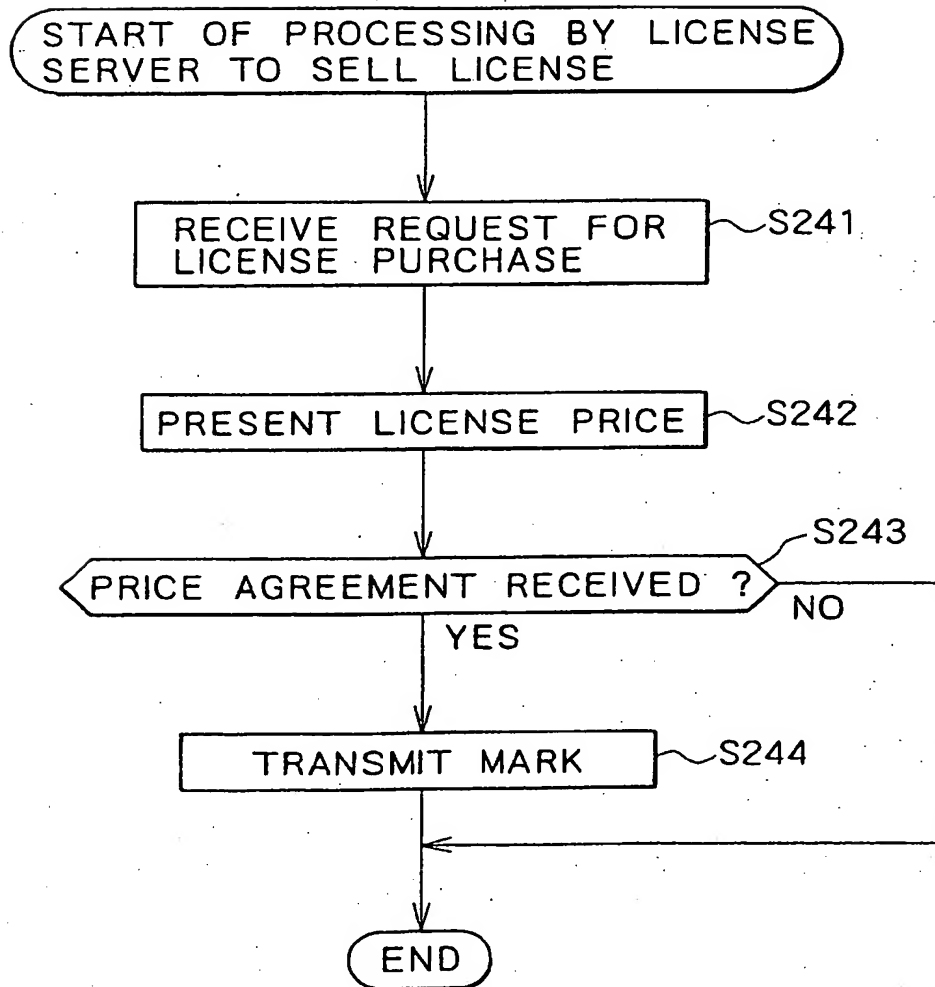 START OF PROCESSING BY LICENSE
SERVER TO SELL LICENSE
RECEIVE REQUEST FOR
LICENSE PURCHASE
S241
PRESENT LICENSE PRICE
S242
S243
PRICE AGREEMENT RECEIVED ?
NO
YES
TRANSMIT MARK
S244
END